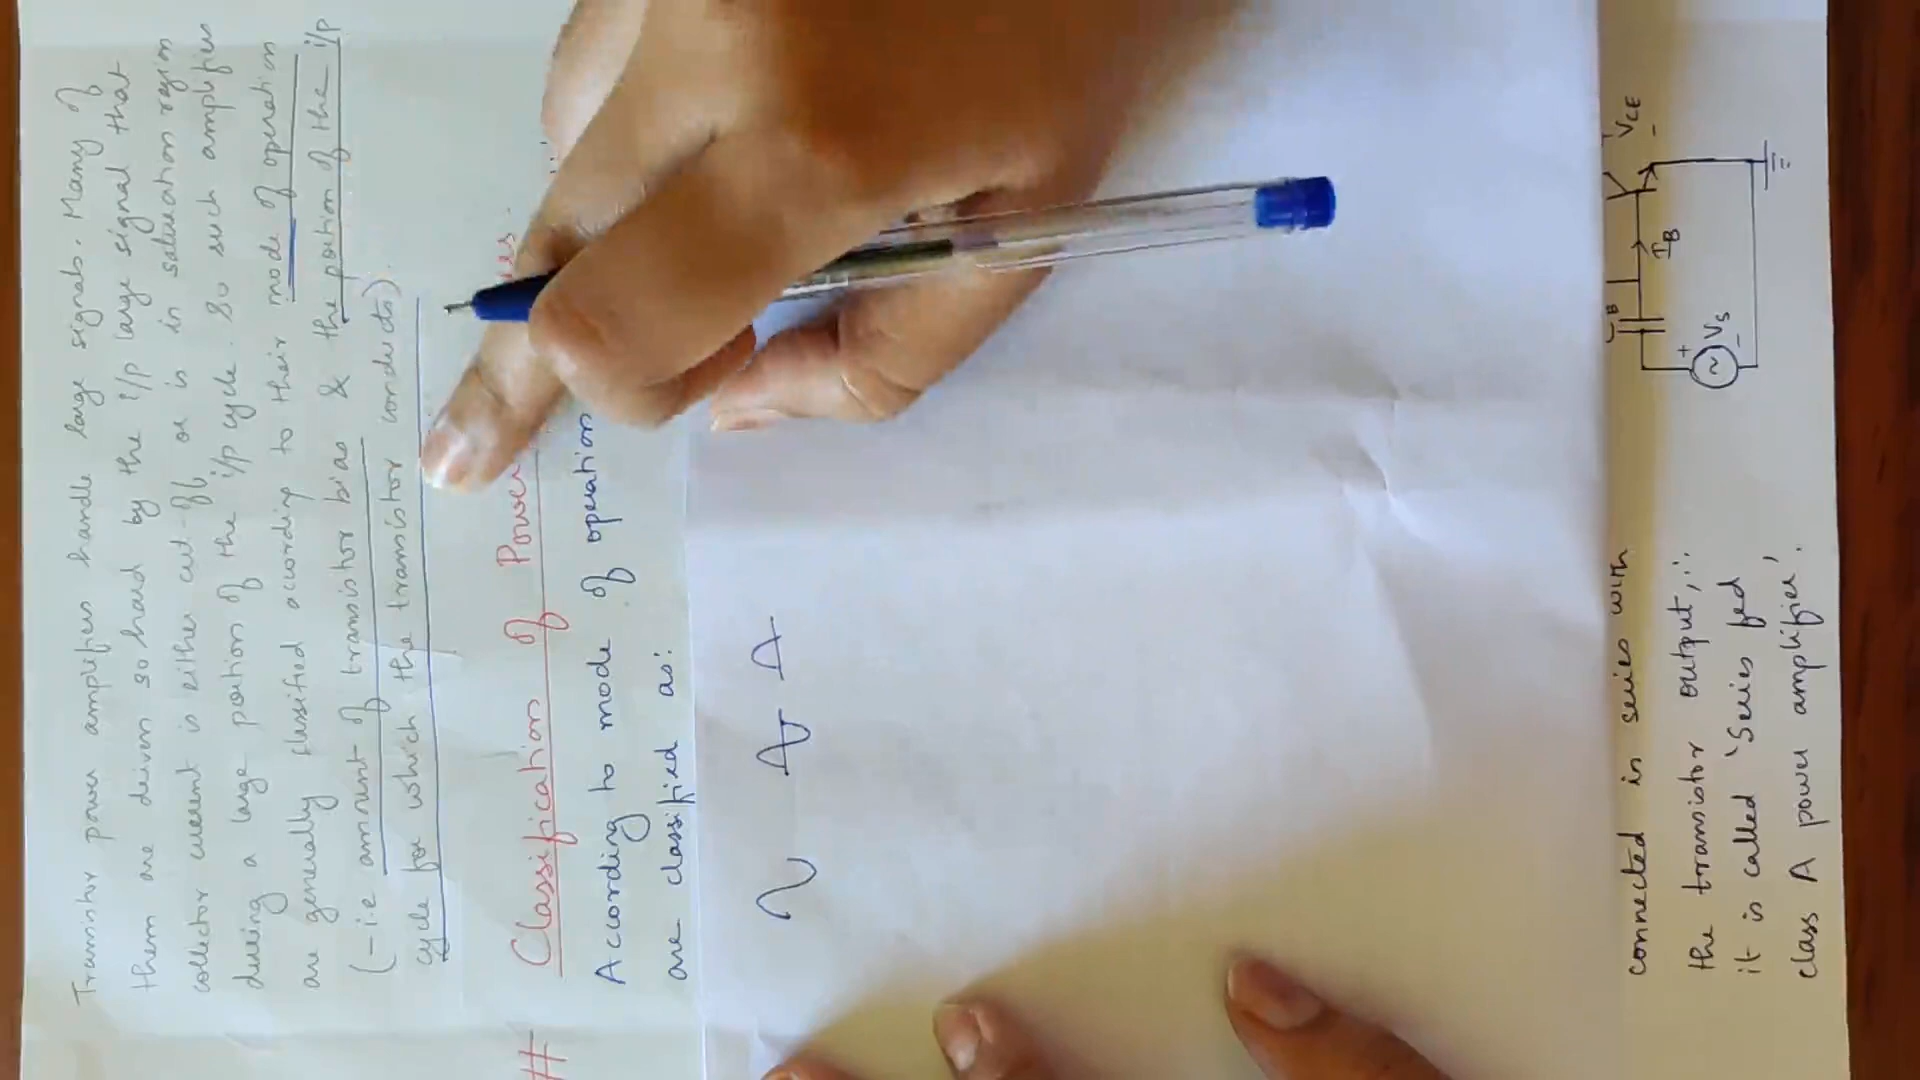 Transistor power amplifiers handle large signals. Many of
them are driven so hard by the i/p large signal that
collector current is either cut-off or is in saturation region
during a large portion of the i/p cycle. So such amplifiers
are generally classified according to their mode of operation
(-i.e amount of transistor bias & the portion of the i/p
cycle for which the transistor conducts).
# Classification of Power
According to mode of operation
are classified as:
connected in series with
the transistor output, ∴
it is called 'Series fed
class A power amplifier'.
CB
IB
VCE
-
+
VS
-